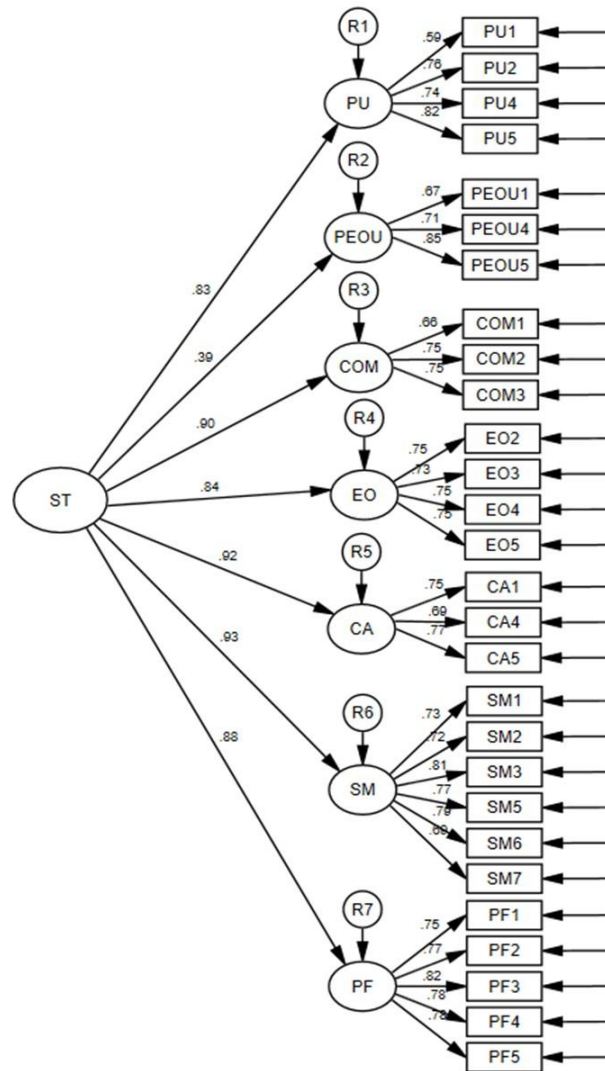 R1
PU
.59
.76
.74
.82
PU1
PU2
PU4
PU5
R2
PEOU
.67
.71
.85
PEOU1
PEOU4
PEOU5
R3
COM
.66
.75
.75
COM1
COM2
COM3
R4
EO
.75
.73
.75
.75
EO2
EO3
EO4
EO5
R5
CA
.75
.69
.77
CA1
CA4
CA5
R6
SM
.73
.72
.81
.77
.79
SM1
SM2
SM3
SM5
SM6
SM7
R7
PF
.75
.77
.82
.78
.78
PF1
PF2
PF3
PF4
PF5
ST
.83
.39
.90
.84
.92
.93
.88